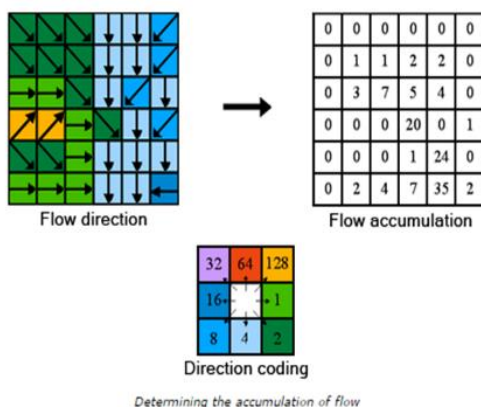 0 0 0 0 0 0
0 1 1 2 2 0
0 3 7 5 4 0
0 0 0 20 0 1
0 0 0 1 24 0
0 2 4 7 35 2
Flow direction
Flow accumulation
32 64 128
16 1
8 4 2
Direction coding
Determining the accumulation of flow